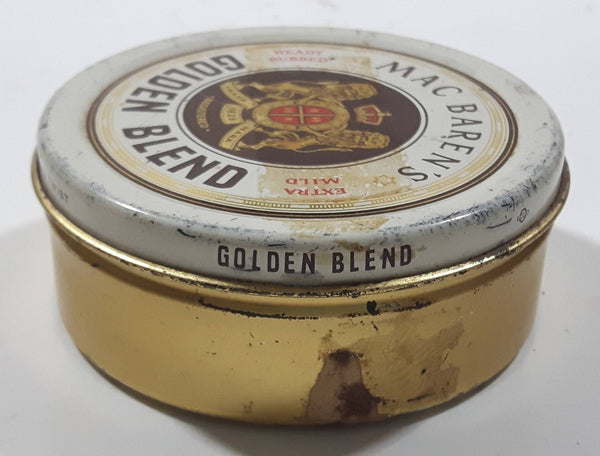 MAC BAREN'S
GOLDEN BLEND
READY
RUBBED
EXTRA
MILD
GOLDEN BLEND